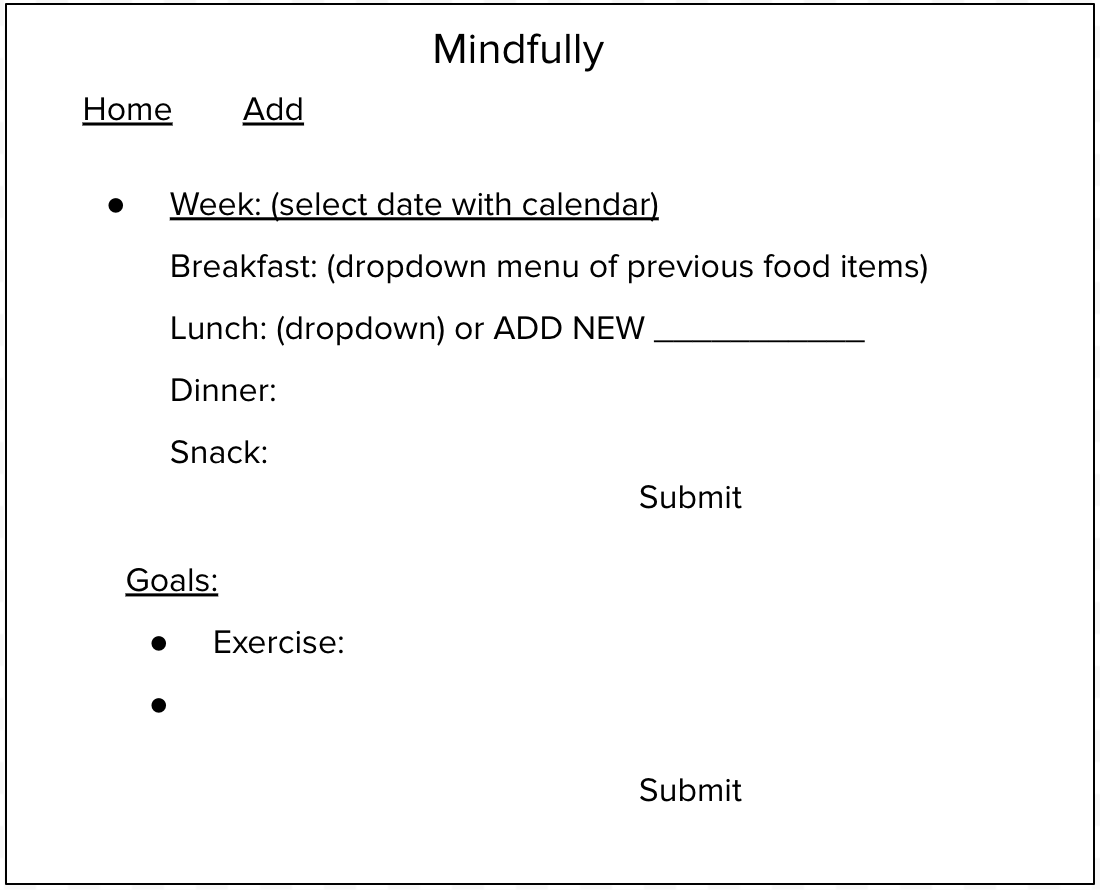 Mindfully
Home Add
● Week: (select date with calendar)
Breakfast: (dropdown menu of previous food items)
Lunch: (dropdown) or ADD NEW ____________
Dinner:
Snack:
Submit
Goals:
● Exercise:
●
Submit